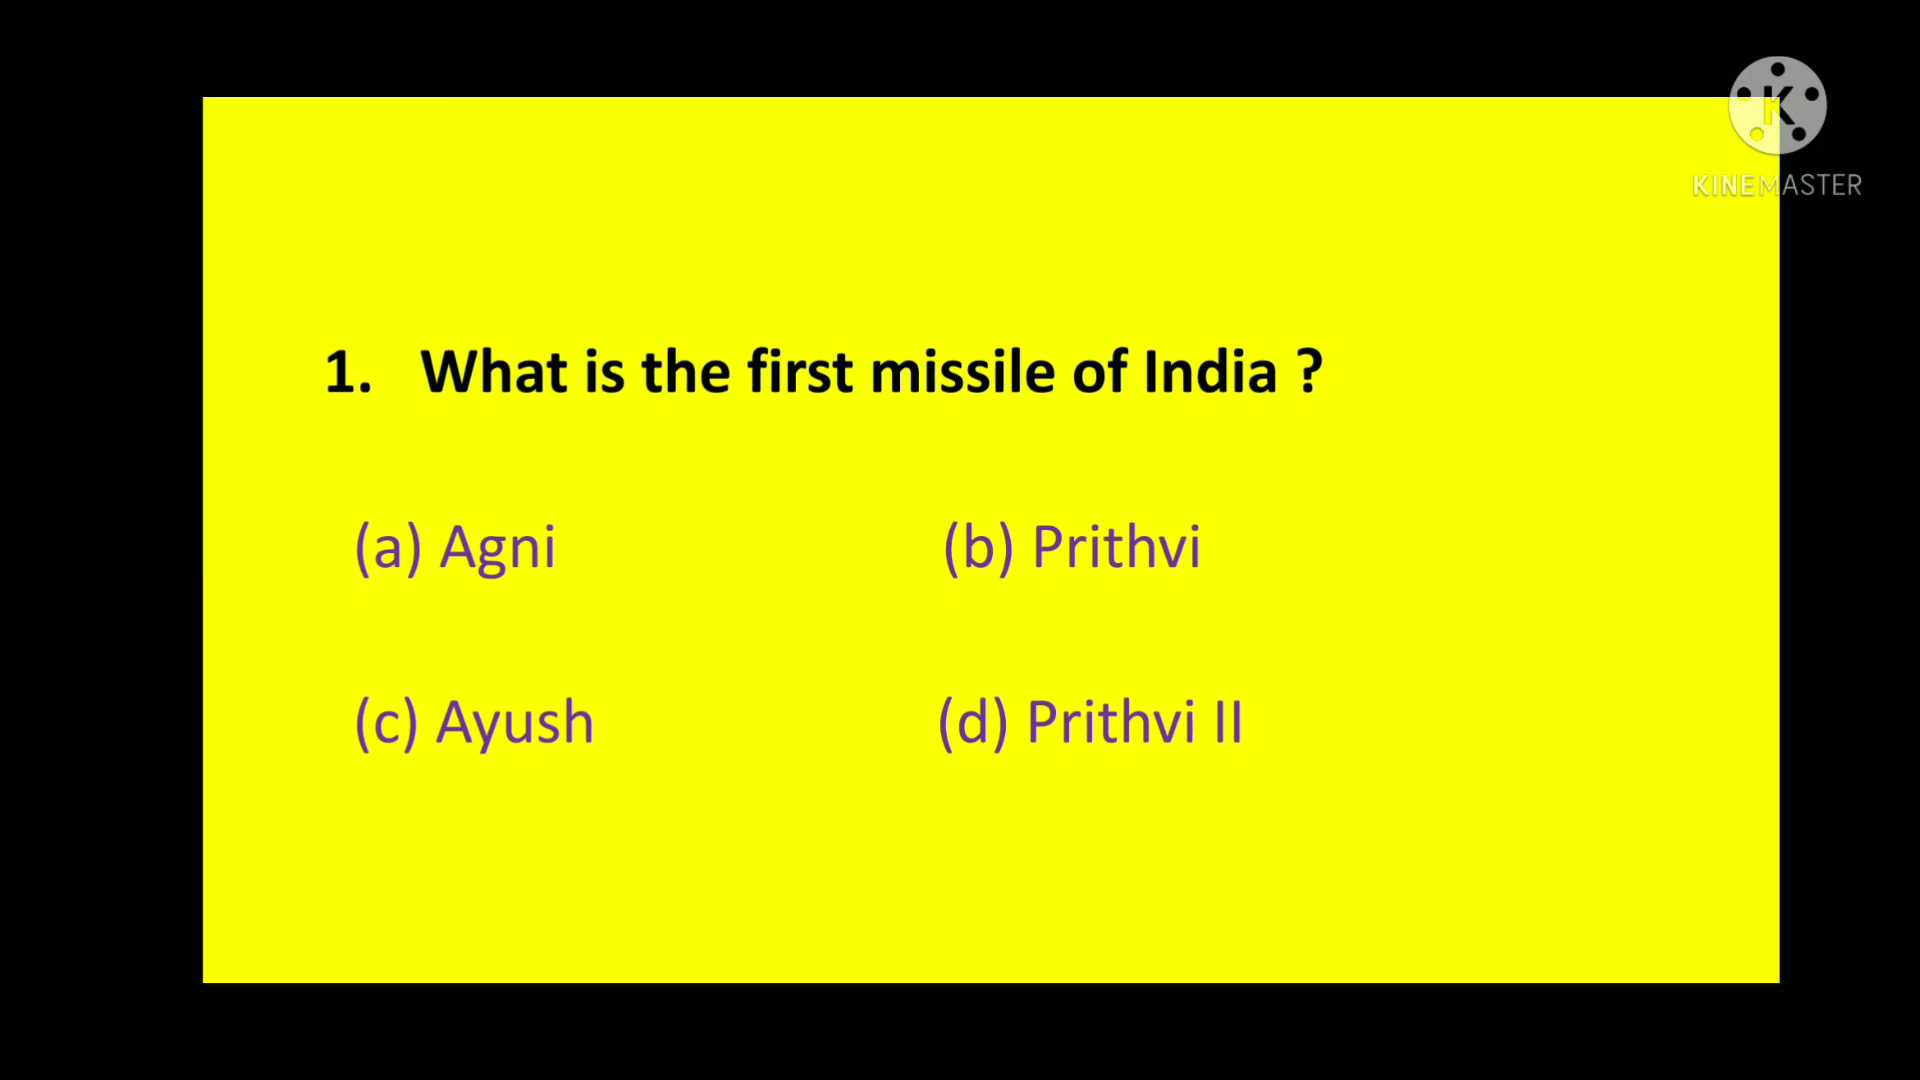 K
KINEMASTER
1. What is the first missile of India ?
(a) Agni (b) Prithvi
(c) Ayush (d) Prithvi II